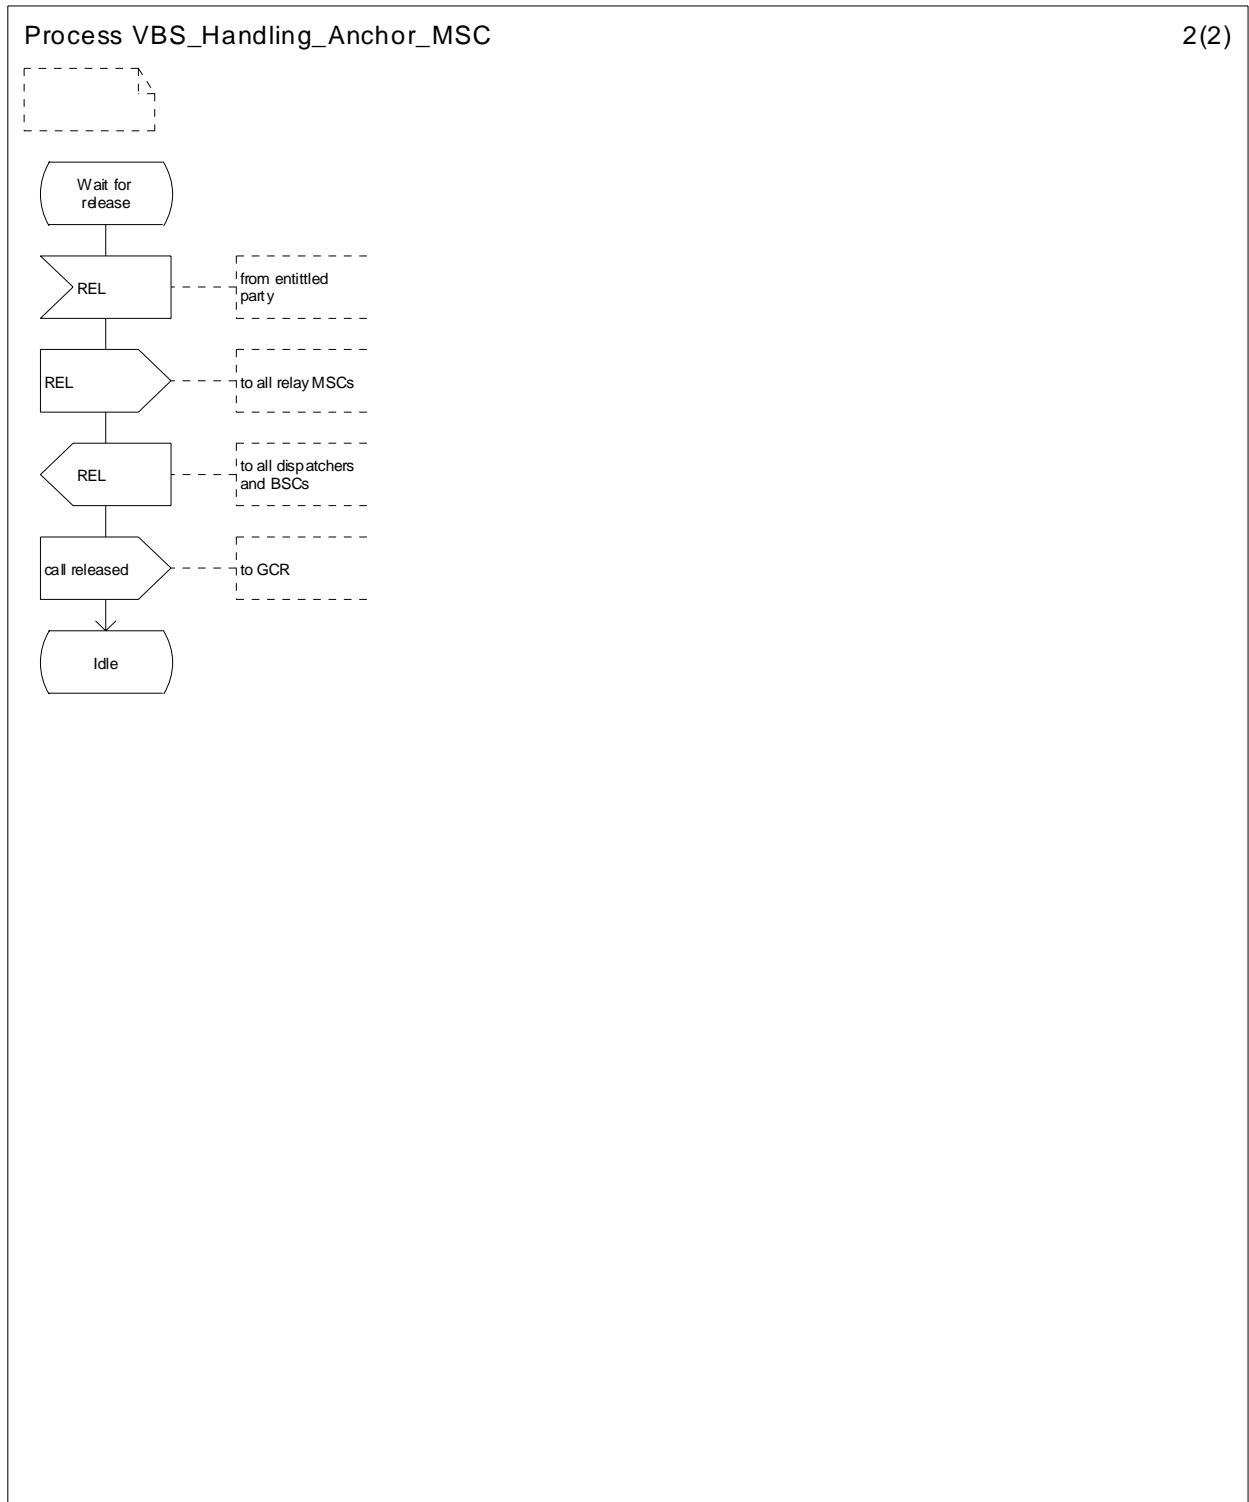 Process VBS_Handling_Anchor_MSC
2(2)
Wait for
release
REL
from entittled
party
REL
to all relay MSCs
REL
to all dispatchers
and BSCs
call released
to GCR
Idle